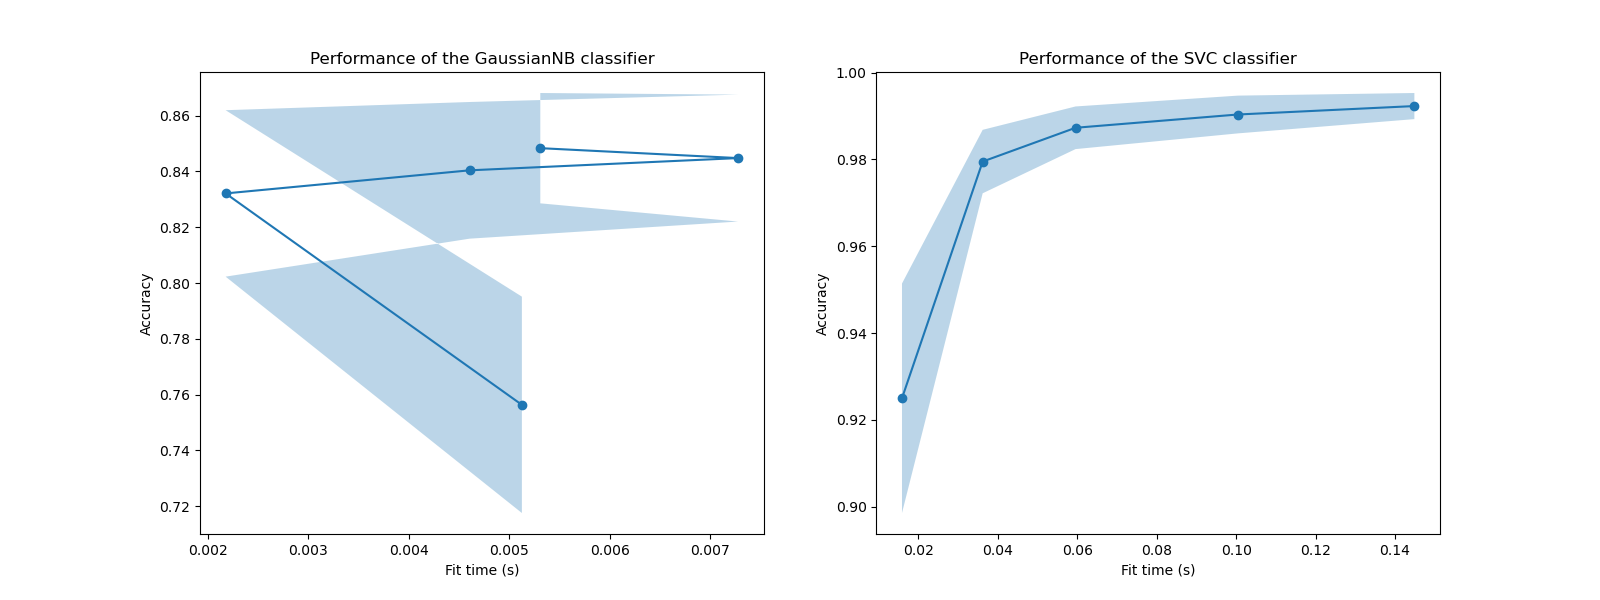 Performance of the GaussianNB classifier
0.86
0.84
0.82
0.80
0.78
0.76
0.74
0.72
Accuracy
0.002 0.003 0.004 0.005 0.006 0.007
Fit time (s)
Performance of the SVC classifier
1.00
0.98
0.96
0.94
0.92
0.90
Accuracy
0.02 0.04 0.06 0.08 0.10 0.12 0.14
Fit time (s)